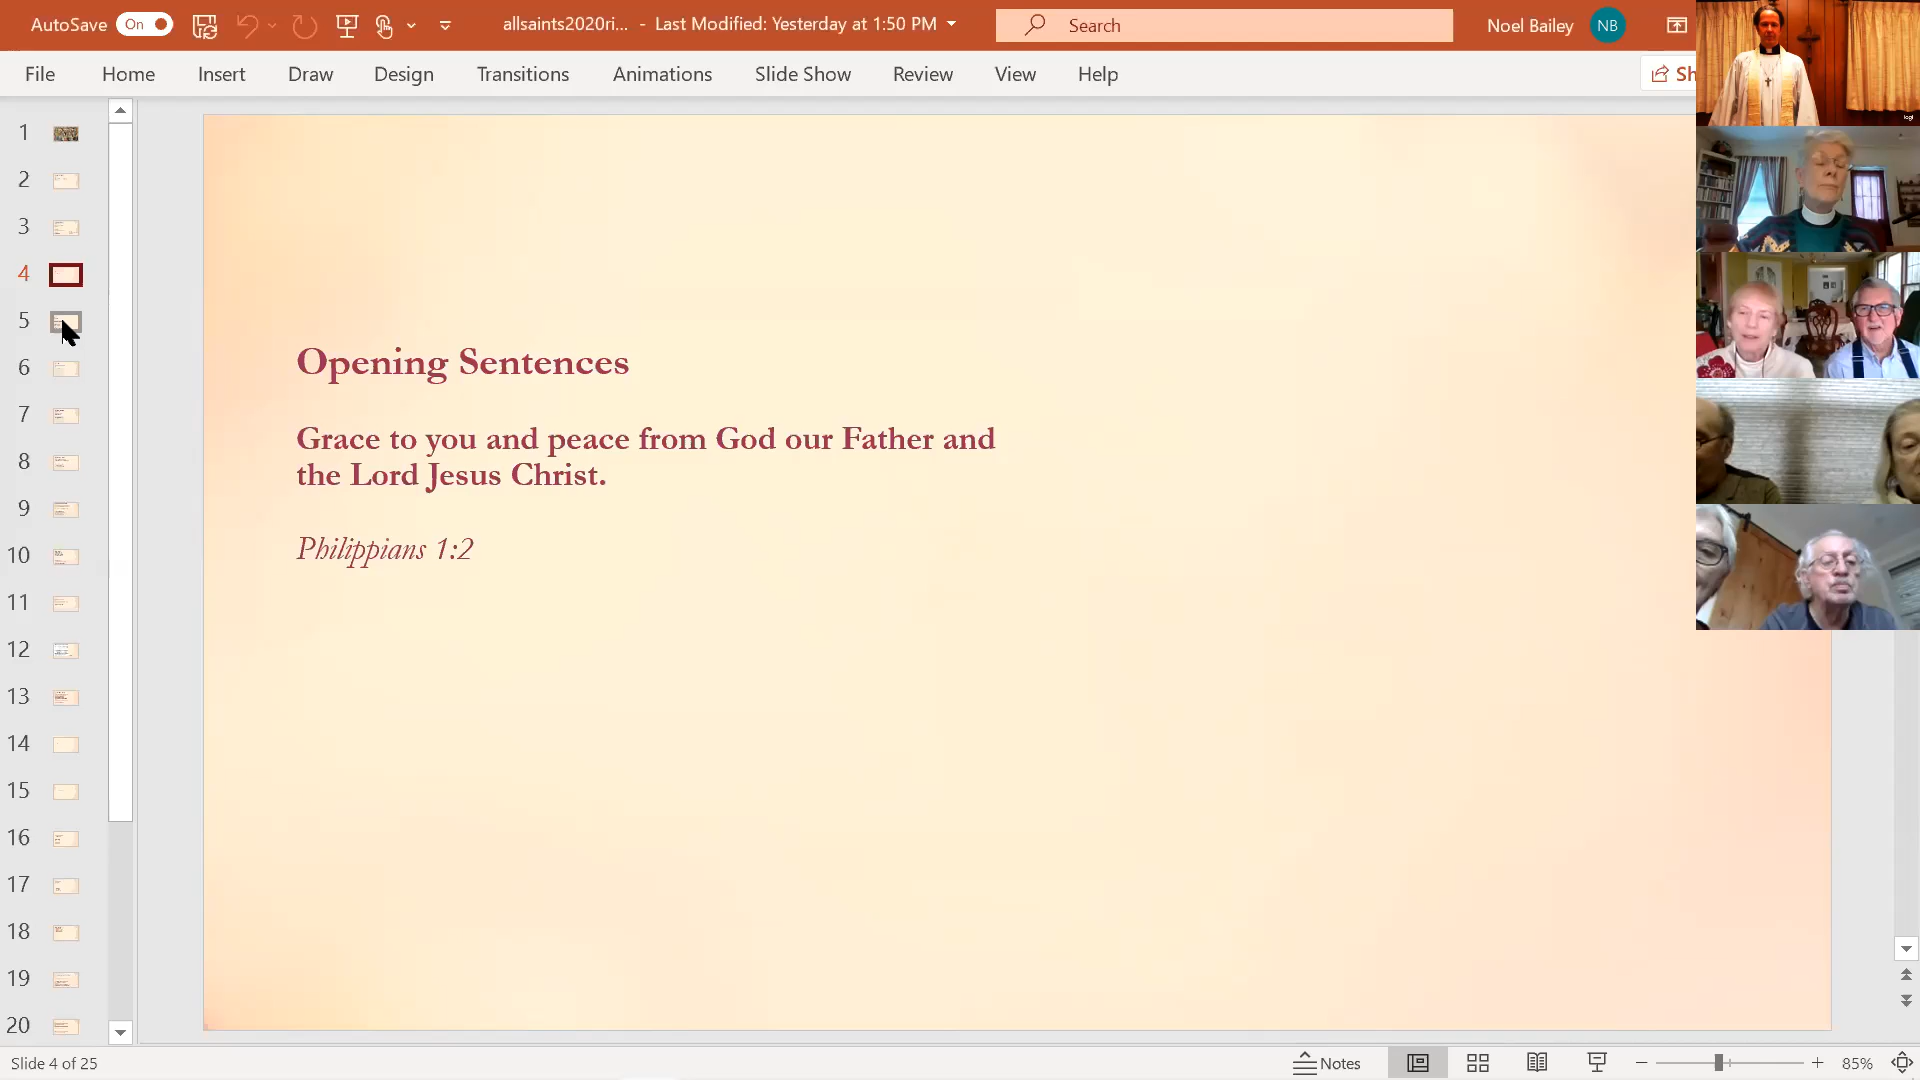 AutoSave On allsaints2020ri... - Last Modified: Yesterday at 1:50 PM Search Noel Bailey NB
File Home Insert Draw Design Transitions Animations Slide Show Review View Help Sh
1
2
3
4
5
6
7
8
9
10
11
12
13
14
15
16
17
18
19
20
Opening Sentences
Grace to you and peace from God our Father and
the Lord Jesus Christ.
Philippians 1:2
Slide 4 of 25 Notes 85%